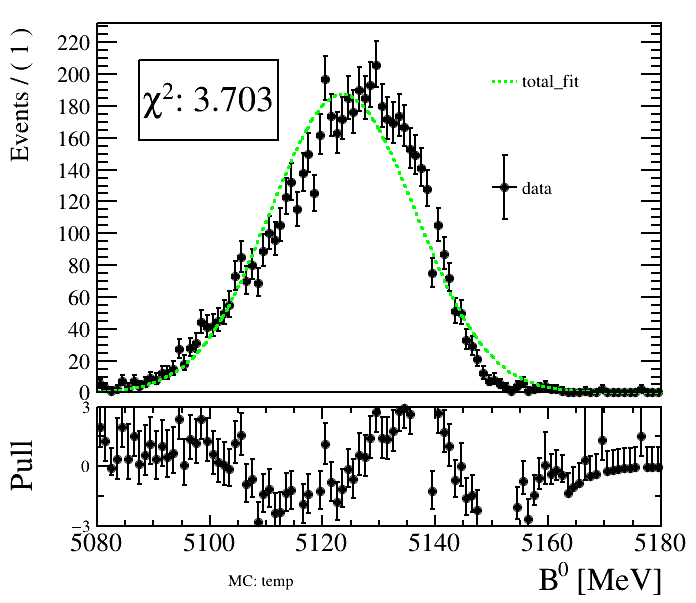 Events / ( 1 )
220
200
180
160
140
120
100
80
60
40
20
0
χ²: 3.703
total_fit
data
Pull
3
0
−3
5080 5100 5120 5140 5160 5180
MC: temp
B⁰ [MeV]